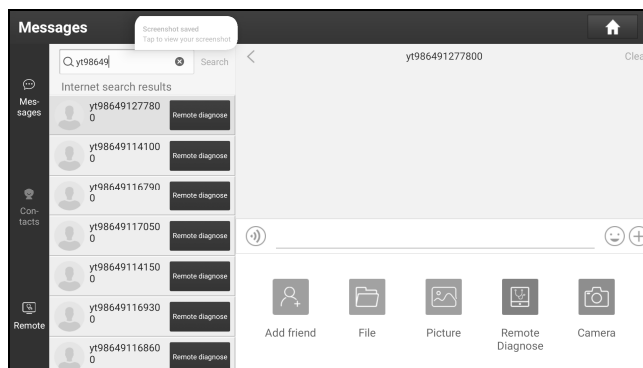 Messages
Screenshot saved
Tap to view your screenshot
yt98649
Search
yt986491277800
Clea
Internet search results
Mes-
sages
Con-
tacts
Remote
yt98649127780
0
Remote diagnose
yt98649114100
0
Remote diagnose
yt98649116790
0
Remote diagnose
yt98649117050
0
Remote diagnose
yt98649114150
0
Remote diagnose
yt98649116930
0
Remote diagnose
yt98649116860
0
Remote diagnose
Add friend
File
Picture
Remote
Diagnose
Camera